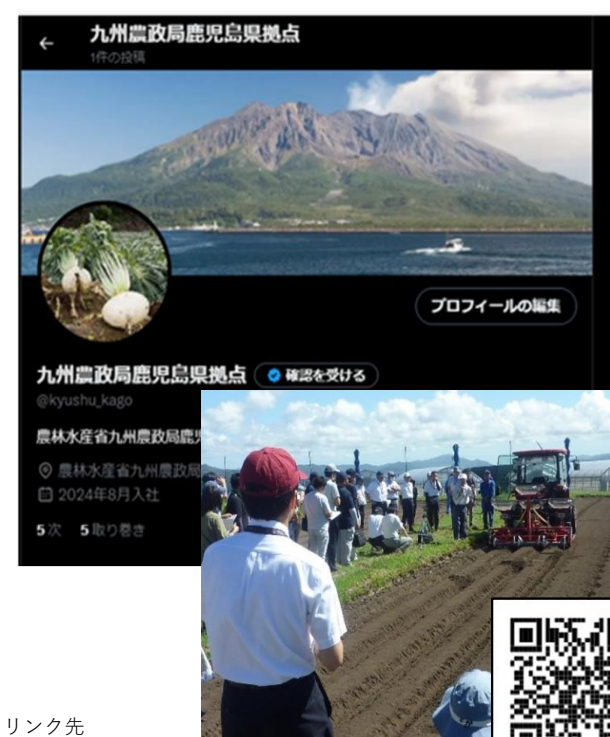 九州農政局鹿児島県拠点
1件の投稿
プロフィールの編集
九州農政局鹿児島県拠点 確認を受ける
@kyushu_kago
農林水産省九州農政局鹿
農林水産省九州農政局
2024年8月入社
5次 5取り巻き
リンク先